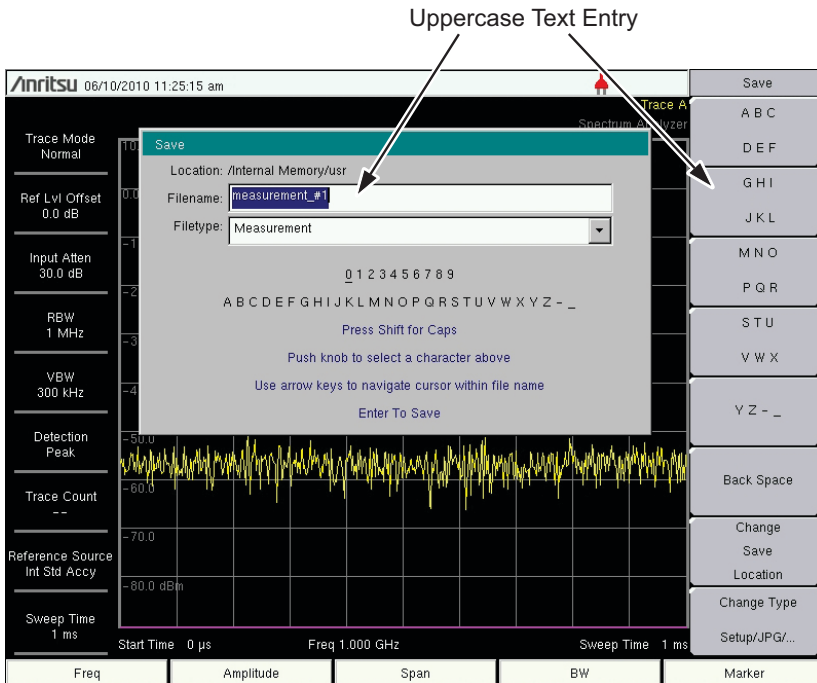 Uppercase Text Entry
Anritsu 06/10/2010 11:25:15 am
Save
Trace A
Spectrum Analyzer
Trace Mode
Normal
Ref Lvl Offset
0.0 dB
Input Atten
30.0 dB
RBW
1 MHz
VBW
300 kHz
Detection
Peak
Trace Count
--
Reference Source
Int Std Accy
Sweep Time
1 ms
Save
Location: /Internal Memory/usr
Filename: measurement_#1
Filetype: Measurement
0 1 2 3 4 5 6 7 8 9
A B C D E F G H I J K L M N O P Q R S T U V W X Y Z - _
Press Shift for Caps
Push knob to select a character above
Use arrow keys to navigate cursor within file name
Enter To Save
-50.0
-60.0
-70.0
-80.0 dBm
Start Time 0 µs
Freq 1.000 GHz
Sweep Time 1 ms
A B C
D E F
G H I
J K L
M N O
P Q R
S T U
V W X
Y Z - _
Back Space
Change
Save
Location
Change Type
Setup/JPG/...
Freq
Amplitude
Span
BW
Marker